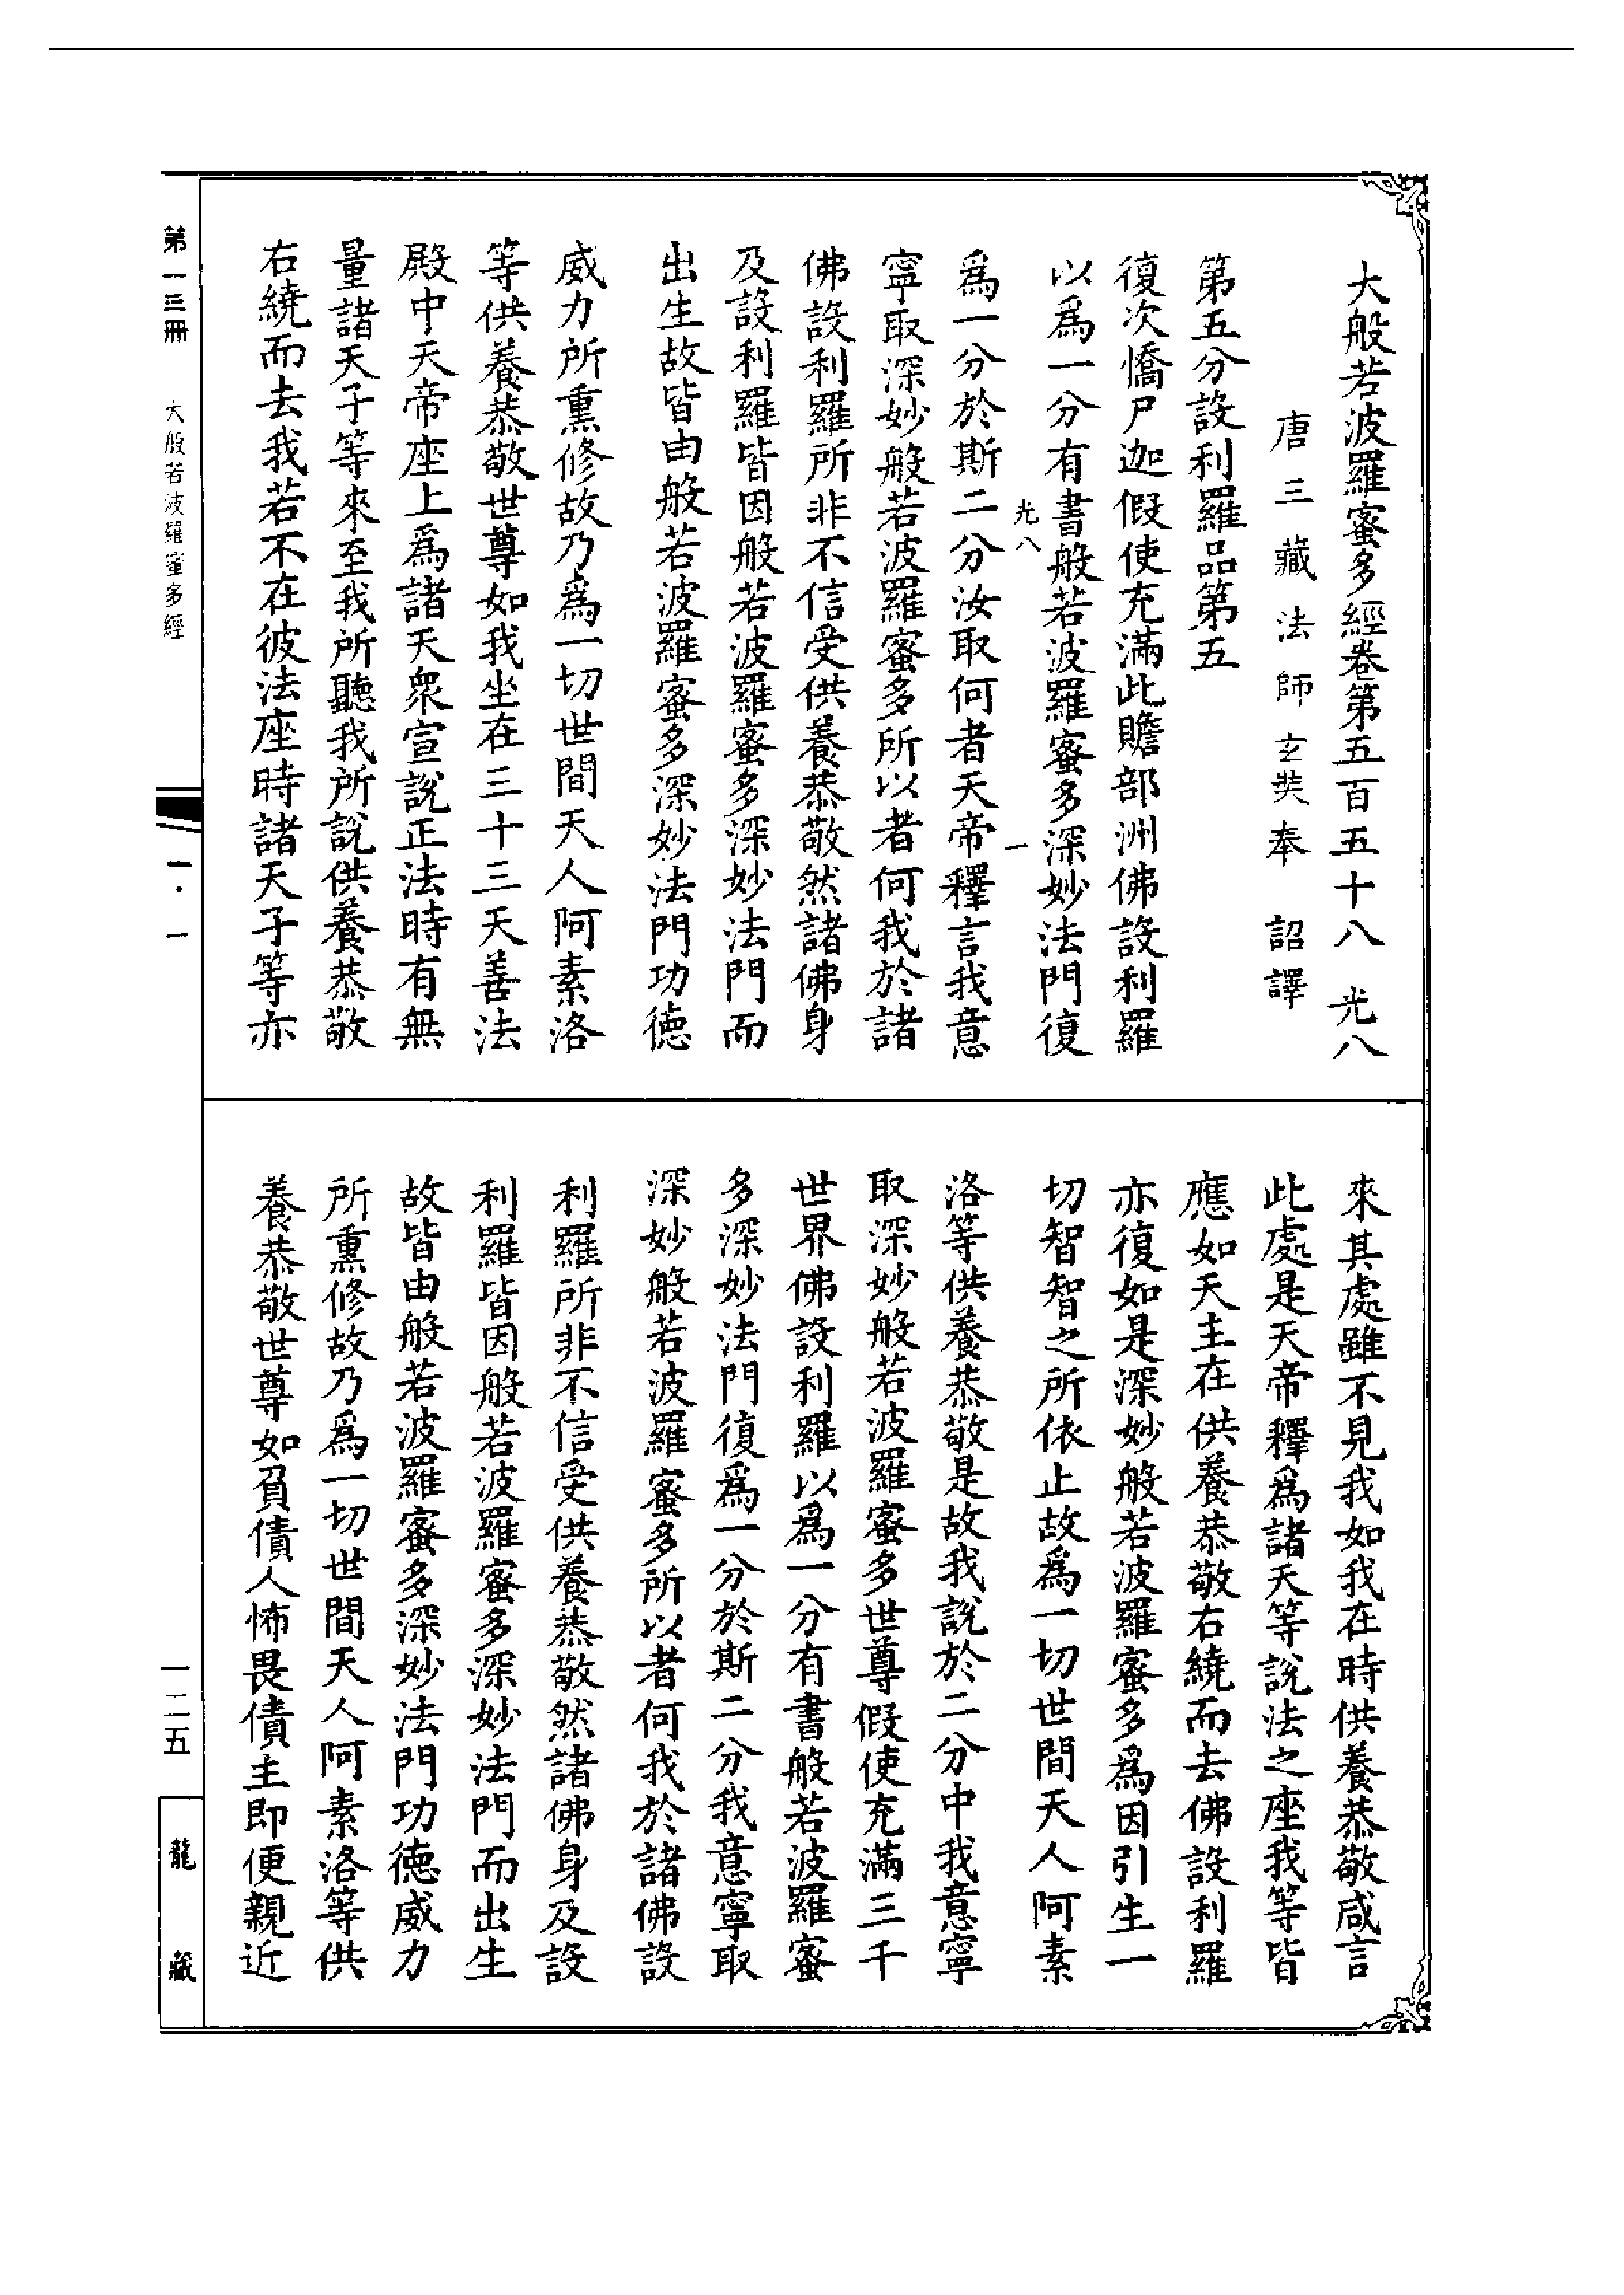 大般若波羅蜜多經卷第五百五十八　光八
唐三藏法師玄奘奉　詔譯
第五分設利羅品第五
復次憍尸迦假使充滿此贍部洲佛設利羅
以爲一分有書般若波羅蜜多深妙法門復
光八　一
爲一分於斯二分汝取何者天帝釋言我意
寧取深妙般若波羅蜜多所以者何我於諸
佛設利羅所非不信受供養恭敬然諸佛身
及設利羅皆因般若波羅蜜多深妙法門而
出生故皆由般若波羅蜜多深妙法門功德
威力所熏修故乃爲一切世間天人阿素洛
等供養恭敬世尊如我坐在三十三天善法
殿中天帝座上爲諸天衆宣說正法時有無
量諸天子等來至我所聽我所說供養恭敬
右繞而去我若不在彼法座時諸天子等亦
來其處雖不見我如我在時供養恭敬咸言
此處是天帝釋爲諸天等說法之座我等皆
應如天主在供養恭敬右繞而去佛設利羅
亦復如是深妙般若波羅蜜多爲因引生一
切智智之所依止故爲一切世間天人阿素
洛等供養恭敬是故我說於二分中我意寧
取深妙般若波羅蜜多世尊假使充滿三千
世界佛設利羅以爲一分有書般若波羅蜜
多深妙法門復爲一分於斯二分我意寧取
深妙般若波羅蜜多所以者何我於諸佛設
利羅所非不信受供養恭敬然諸佛身及設
利羅皆因般若波羅蜜多深妙法門而出生
故皆由般若波羅蜜多深妙法門功德威力
所熏修故乃爲一切世間天人阿素洛等供
養恭敬世尊如負債人怖畏債主即便親近
第一三冊　大般若波羅蜜多經
一·一
一二五
龍藏